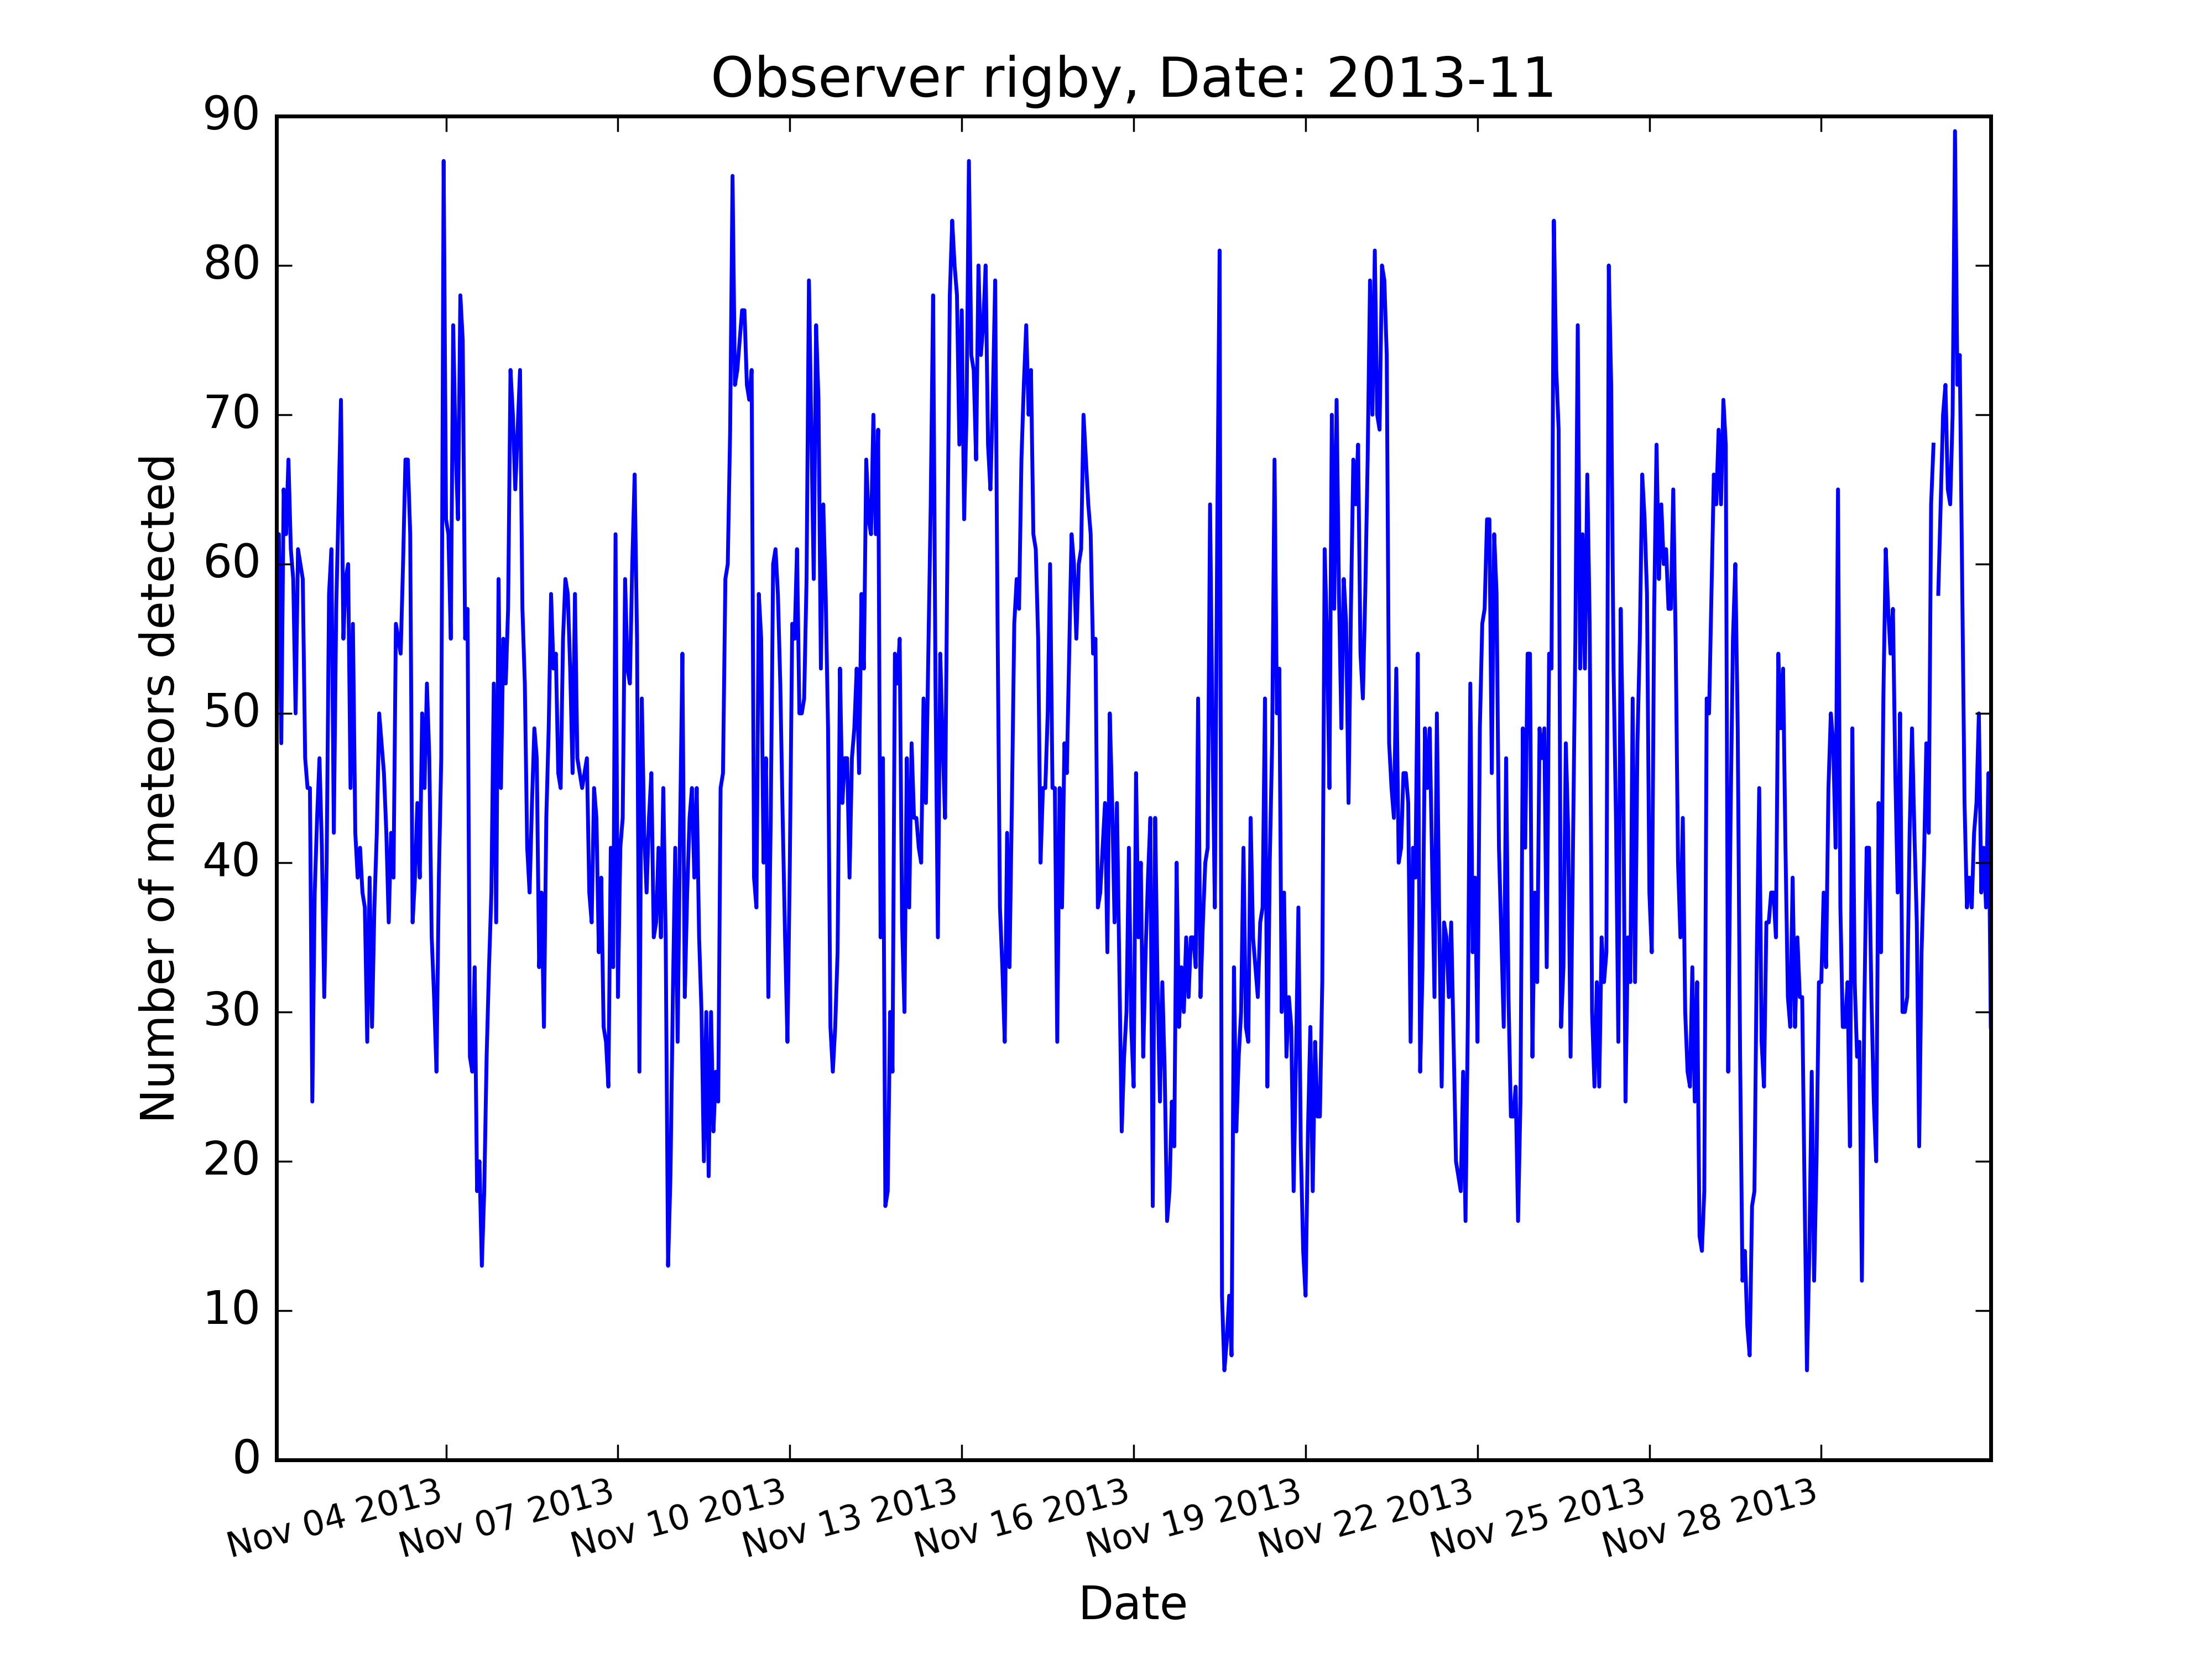 Observer rigby, Date: 2013-11
90
80
70
60
50
40
30
20
10
0
Number of meteors detected
Nov 04 2013
Nov 07 2013
Nov 10 2013
Nov 13 2013
Nov 16 2013
Nov 19 2013
Nov 22 2013
Nov 25 2013
Nov 28 2013
Date